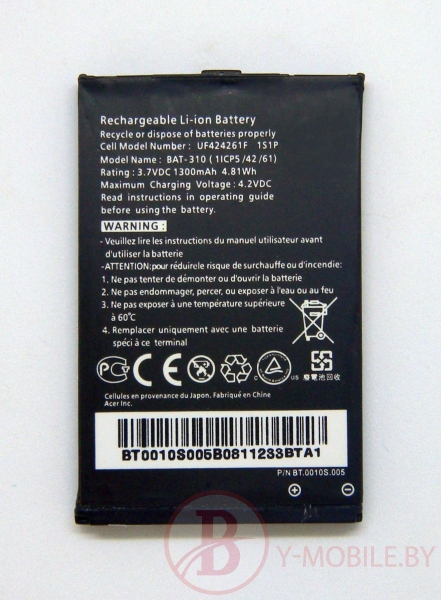 Rechargeable Li-ion Battery
Recycle or dispose of batteries properly
Cell Model Number: UF424261F 1S1P
Model Name: BAT-310 (1ICP5/42/61)
Rating: 3.7VDC 1300mAh 4.81Wh
Maximum Charging Voltage: 4.2VDC
Read instructions in operating guide
before using the battery.
WARNING:
- Veuillez lire les instructions du manuel utilisateur avant
d'utiliser la batterie
-ATTENTION:pour réduirele risque de surchauffe ou d'incendie:
1. Ne pas tenter de démonter ou d'ouvrir la batterie
2. Ne pas endommager, percer, ou exposer à l'eau ou au feu
3. Ne pas exposer à une température supérieure
à 60℃
4. Remplacer uniquement avec une batterie
spéci à ce terminal
廢電池回收
Cellules en provenance du Japon. Fabriqué en Chine
Acer Inc.
BT0010S005B0811233BTA1
P/N BT.0010S.005
B Y-MOBILE.BY